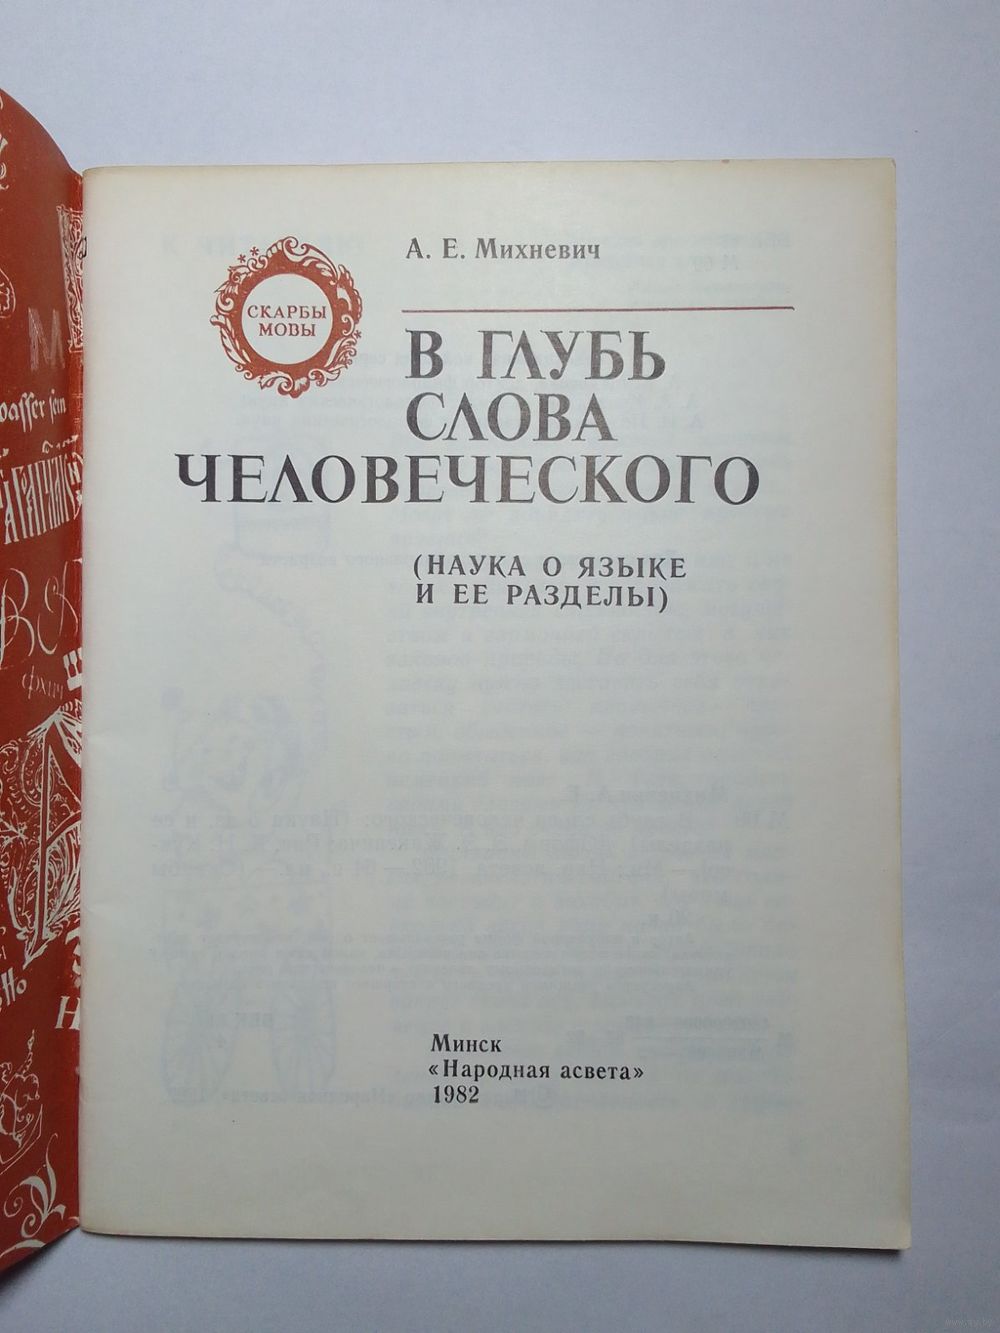 А. Е. Михневич
СКАРБЫ
МОВЫ
В ГЛУБЬ
СЛОВА
ЧЕЛОВЕЧЕСКОГО
(НАУКА О ЯЗЫКЕ
И ЕЕ РАЗДЕЛЫ)
Минск
«Народная асвета»
1982